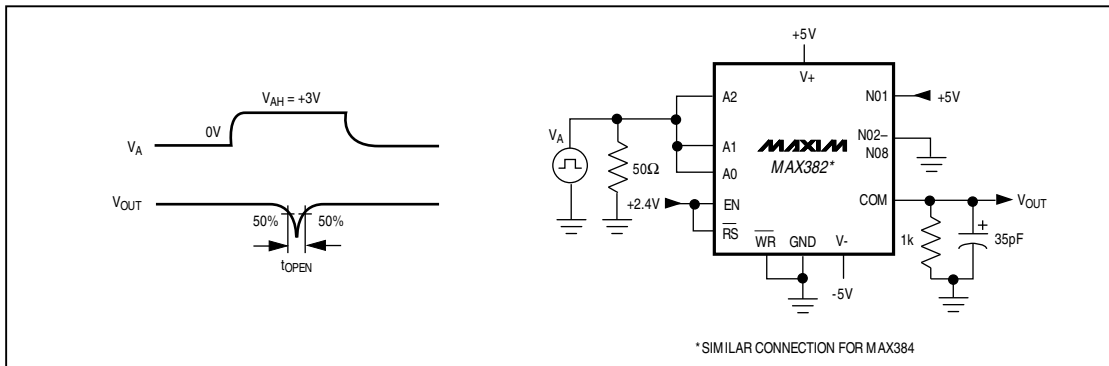 V_AH = +3V
0V
V_A
V_OUT
50% 50%
t_OPEN
+5V
V+
A2
N01
+5V
V_A
A1
MAXIM
N02–
N08
50Ω
A0
MAX382*
+2.4V
EN
COM
V_OUT
RS
WR
GND
V-
1k
+
35pF
-5V
* SIMILAR CONNECTION FOR MAX384